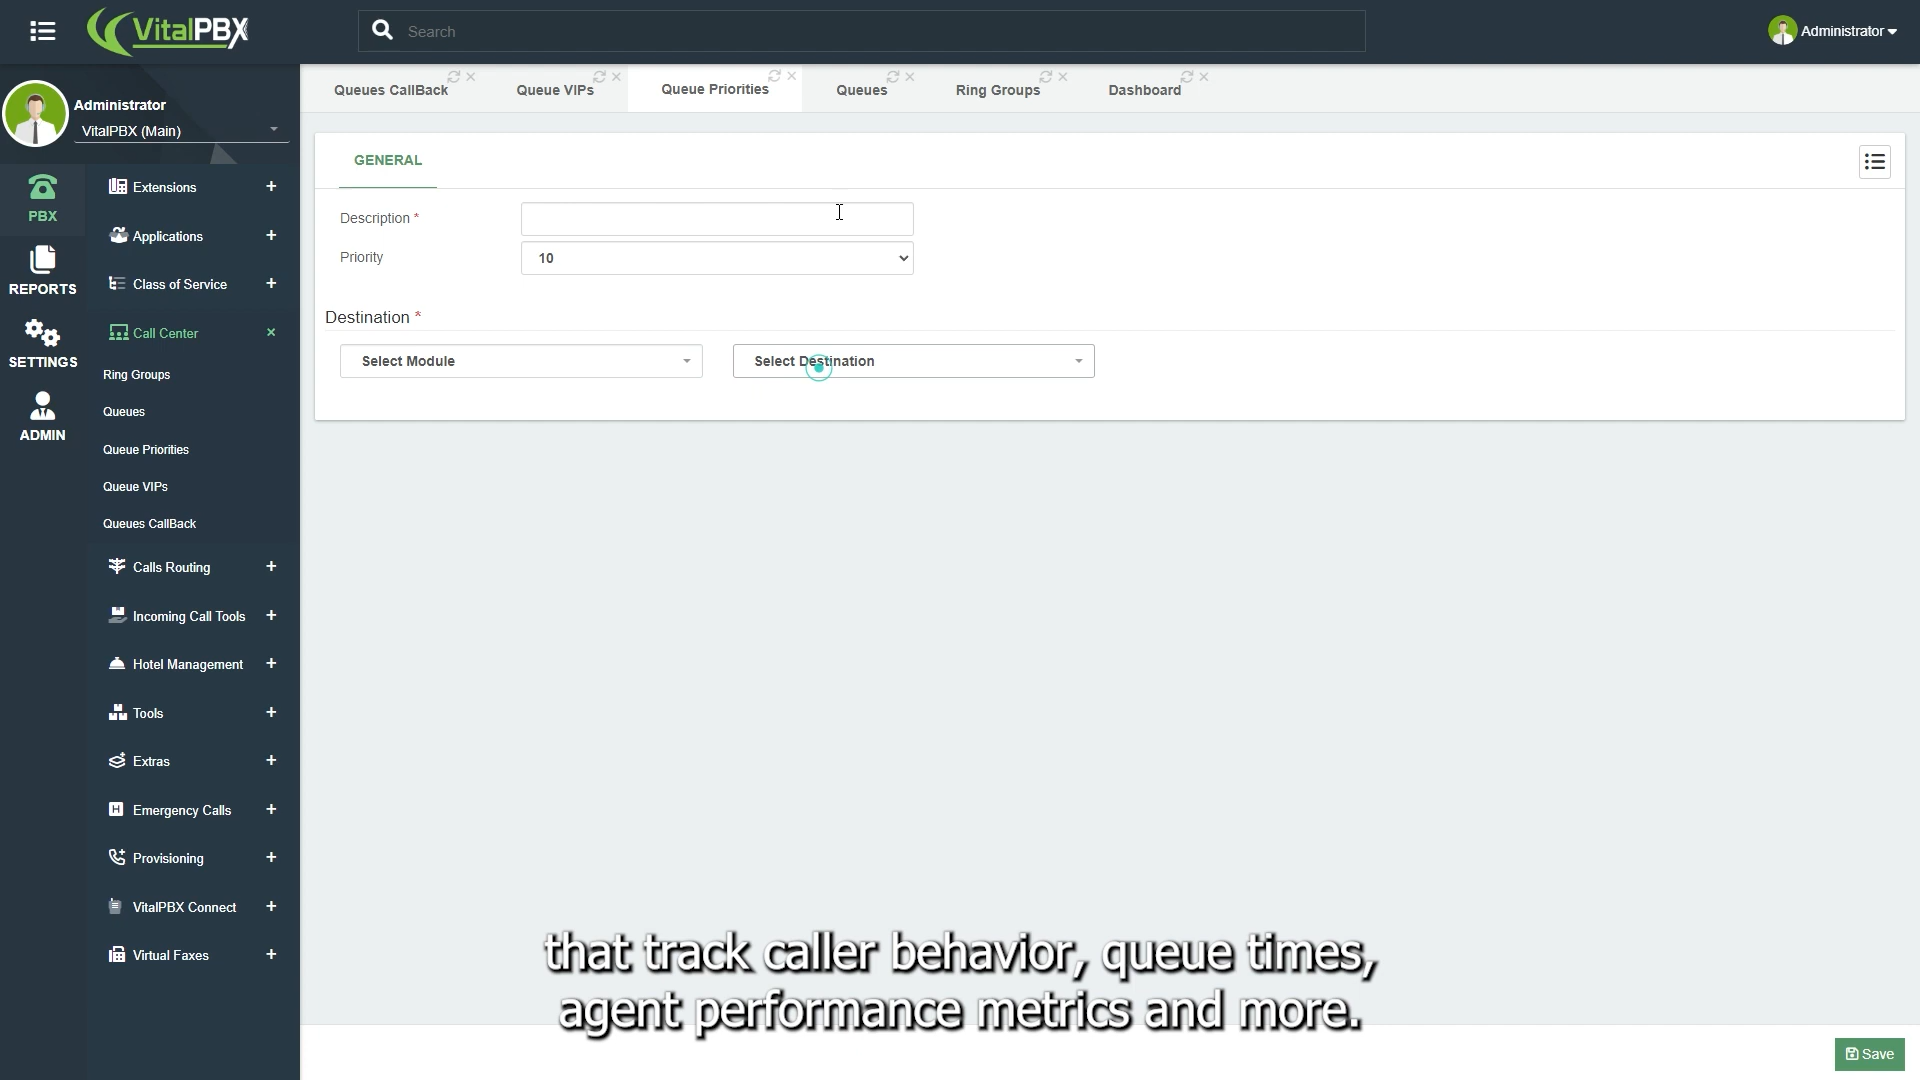 VitalPBX
Search
Administrator
Administrator
VitalPBX (Main)
Queues CallBack
Queue VIPs
Queue Priorities
Queues
Ring Groups
Dashboard
PBX
REPORTS
SETTINGS
ADMIN
Extensions +
Applications +
Class of Service +
Call Center ×
Ring Groups
Queues
Queue Priorities
Queue VIPs
Queues CallBack
Calls Routing +
Incoming Call Tools +
Hotel Management +
Tools +
Extras +
Emergency Calls +
Provisioning +
VitalPBX Connect +
Virtual Faxes +
GENERAL
Description *
Priority
10
Destination *
Select Module
Select Destination
that track caller behavior, queue times,
agent performance metrics and more.
Save